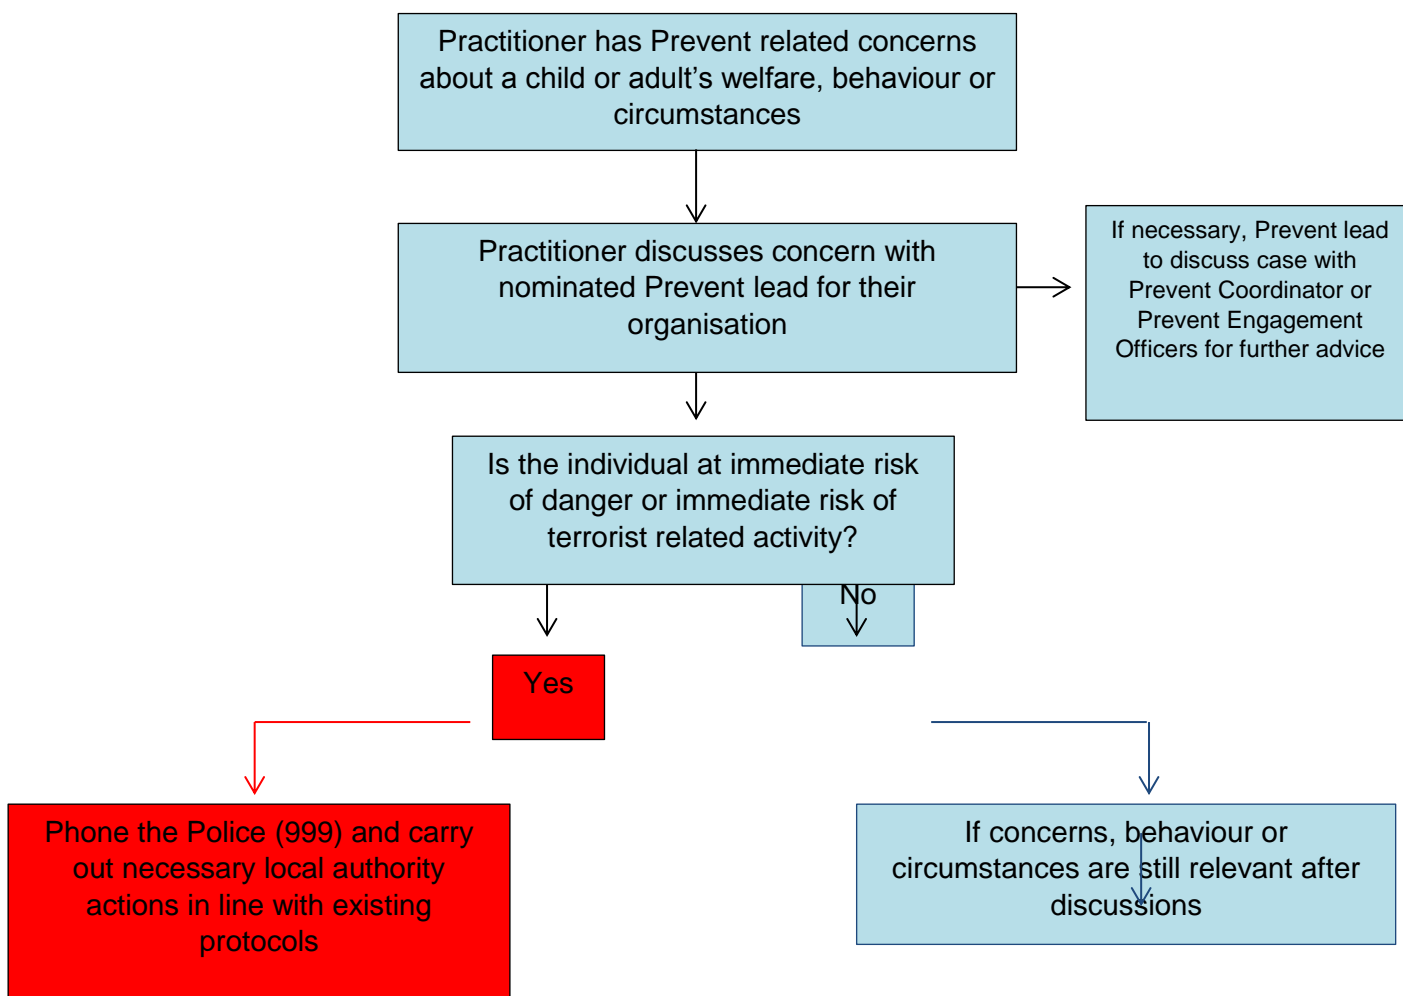 Practitioner has Prevent related concerns
about a child or adult's welfare, behaviour or
circumstances
Practitioner discusses concern with
nominated Prevent lead for their
organisation
If necessary, Prevent lead
to discuss case with
Prevent Coordinator or
Prevent Engagement
Officers for further advice
Is the individual at immediate risk
of danger or immediate risk of
terrorist related activity?
No
Yes
Phone the Police (999) and carry
out necessary local authority
actions in line with existing
protocols
If concerns, behaviour or
circumstances are still relevant after
discussions